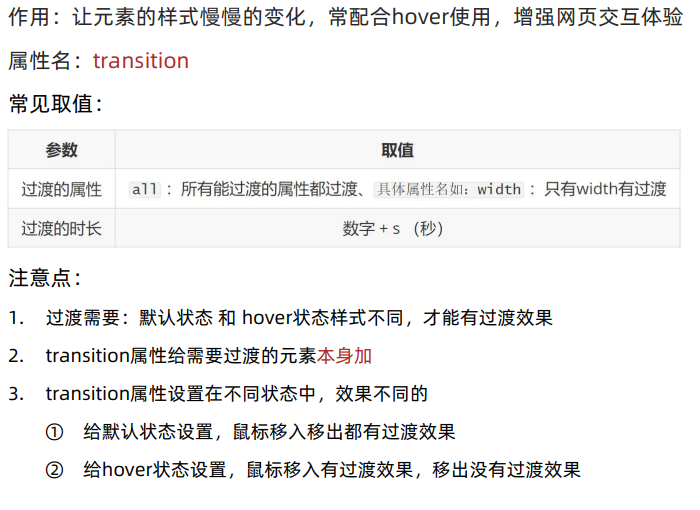 作用：让元素的样式慢慢的变化，常配合hover使用，增强网页交互体验
属性名：transition
常见取值：
参数 取值
过渡的属性 all ：所有能过渡的属性都过渡、具体属性名如：width ：只有width有过渡
过渡的时长 数字 + s （秒）
注意点：
1. 过渡需要：默认状态 和 hover状态样式不同，才能有过渡效果
2. transition属性给需要过渡的元素本身加
3. transition属性设置在不同状态中，效果不同的
① 给默认状态设置，鼠标移入移出都有过渡效果
② 给hover状态设置，鼠标移入有过渡效果，移出没有过渡效果